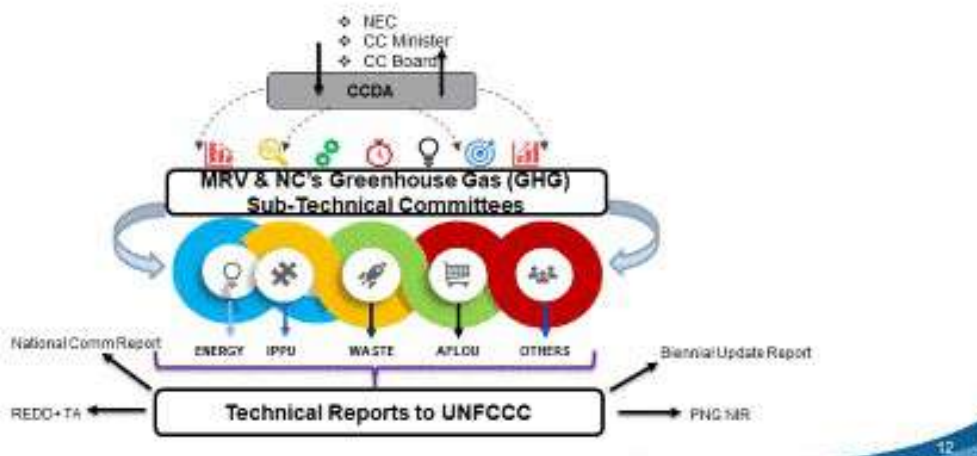 NEC
CC Minister
CC Board
CCDA
MRV & NC's Greenhouse Gas (GHG)
Sub-Technical Committees
ENERGY IPPU WASTE AFLOU OTHERS
National Comm Report
Biennial Update Report
REDD+ TA
Technical Reports to UNFCCC
PNG NIR
12